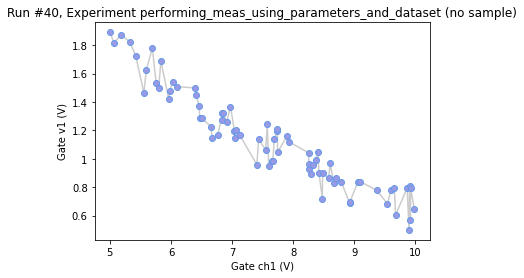 Run #40, Experiment performing_meas_using_parameters_and_dataset (no sample)
1.8
1.6
1.4
1.2
1
0.8
0.6
Gate v1 (V)
5 6 7 8 9 10
Gate ch1 (V)